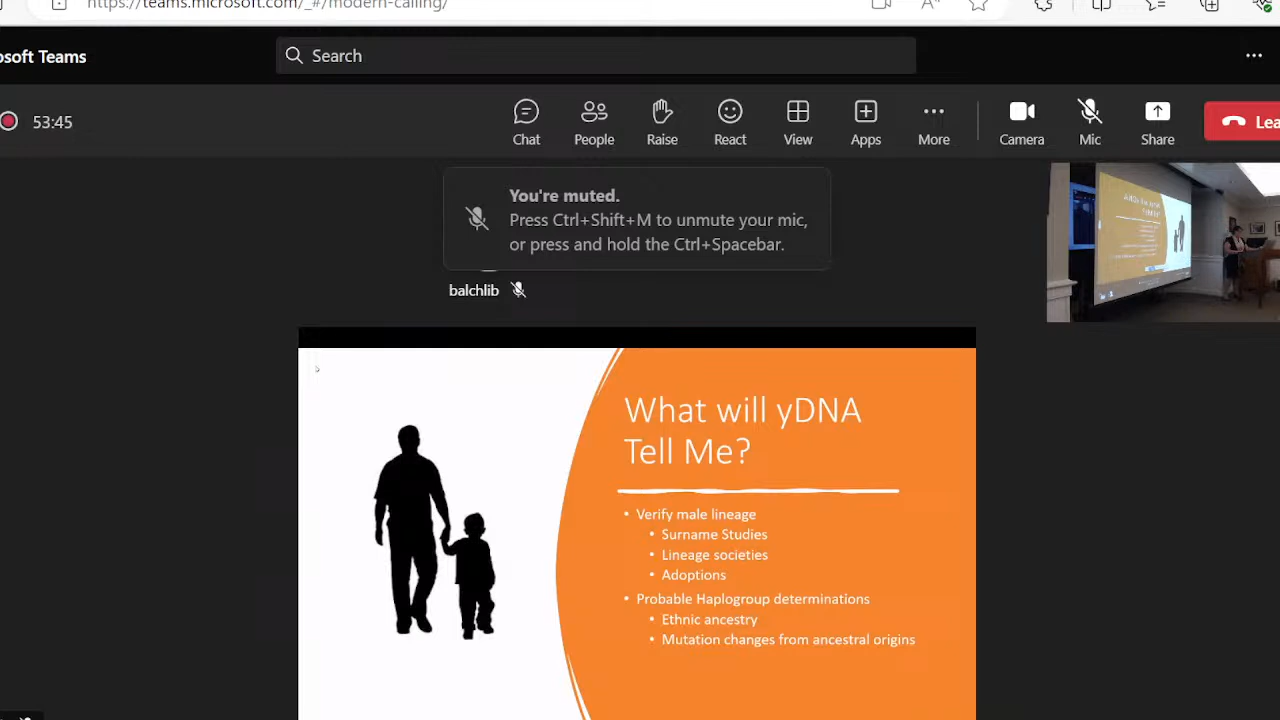 https://teams.microsoft.com/_#/modern-calling/
osoft Teams
Search
53:45
Chat
People
Raise
React
View
Apps
More
Camera
Mic
Share
Lea
You're muted.
Press Ctrl+Shift+M to unmute your mic,
or press and hold the Ctrl+Spacebar.
balchlib
What will yDNA
Tell Me?
• Verify male lineage
• Surname Studies
• Lineage societies
• Adoptions
• Probable Haplogroup determinations
• Ethnic ancestry
• Mutation changes from ancestral origins